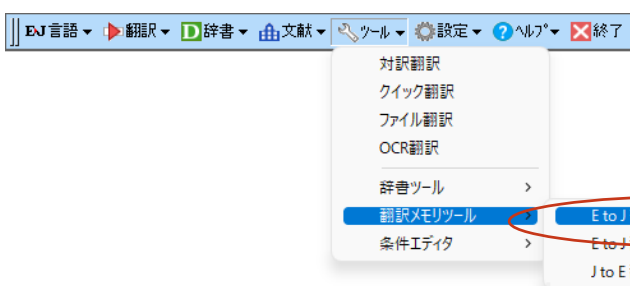 EXJ 言語 翻訳 D 辞書 文献 ツール 設定 ? ヘルプ 終了
対訳翻訳
クイック翻訳
ファイル翻訳
OCR翻訳
辞書ツール >
翻訳メモリツール > E to J
条件エディタ > E to J
J to E